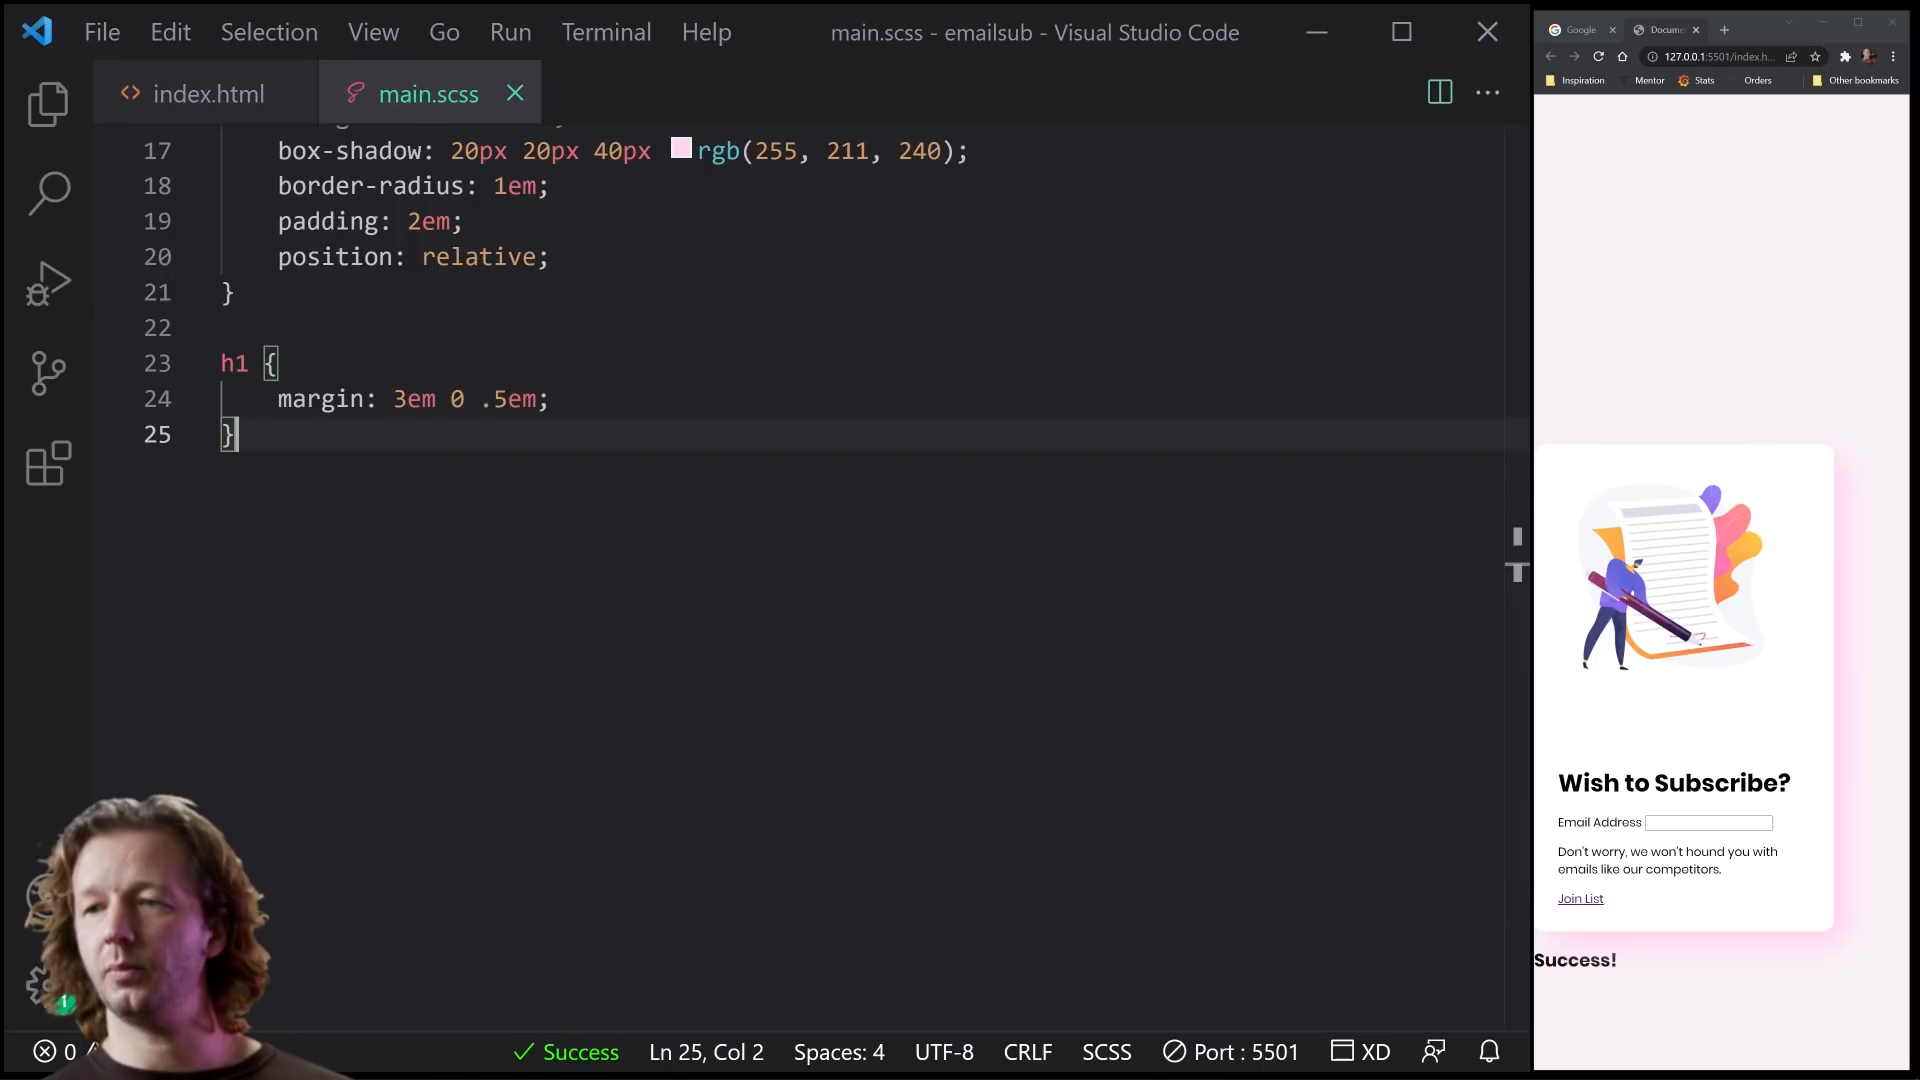 File Edit Selection View Go Run Terminal Help
main.scss - emailsub - Visual Studio Code
index.html
main.scss
17 box-shadow: 20px 20px 40px rgb(255, 211, 240);
18 border-radius: 1em;
19 padding: 2em;
20 position: relative;
21 }
22
23 h1 {
24 margin: 3em 0 .5em;
25 }
1
0
Success Ln 25, Col 2 Spaces: 4 UTF-8 CRLF SCSS Port : 5501 XD
Google
Docume
127.0.0.1:5501/index.h...
Inspiration Mentor Stats Orders Other bookmarks
Wish to Subscribe?
Email Address
Don't worry, we won't hound you with
emails like our competitors.
Join List
Success!